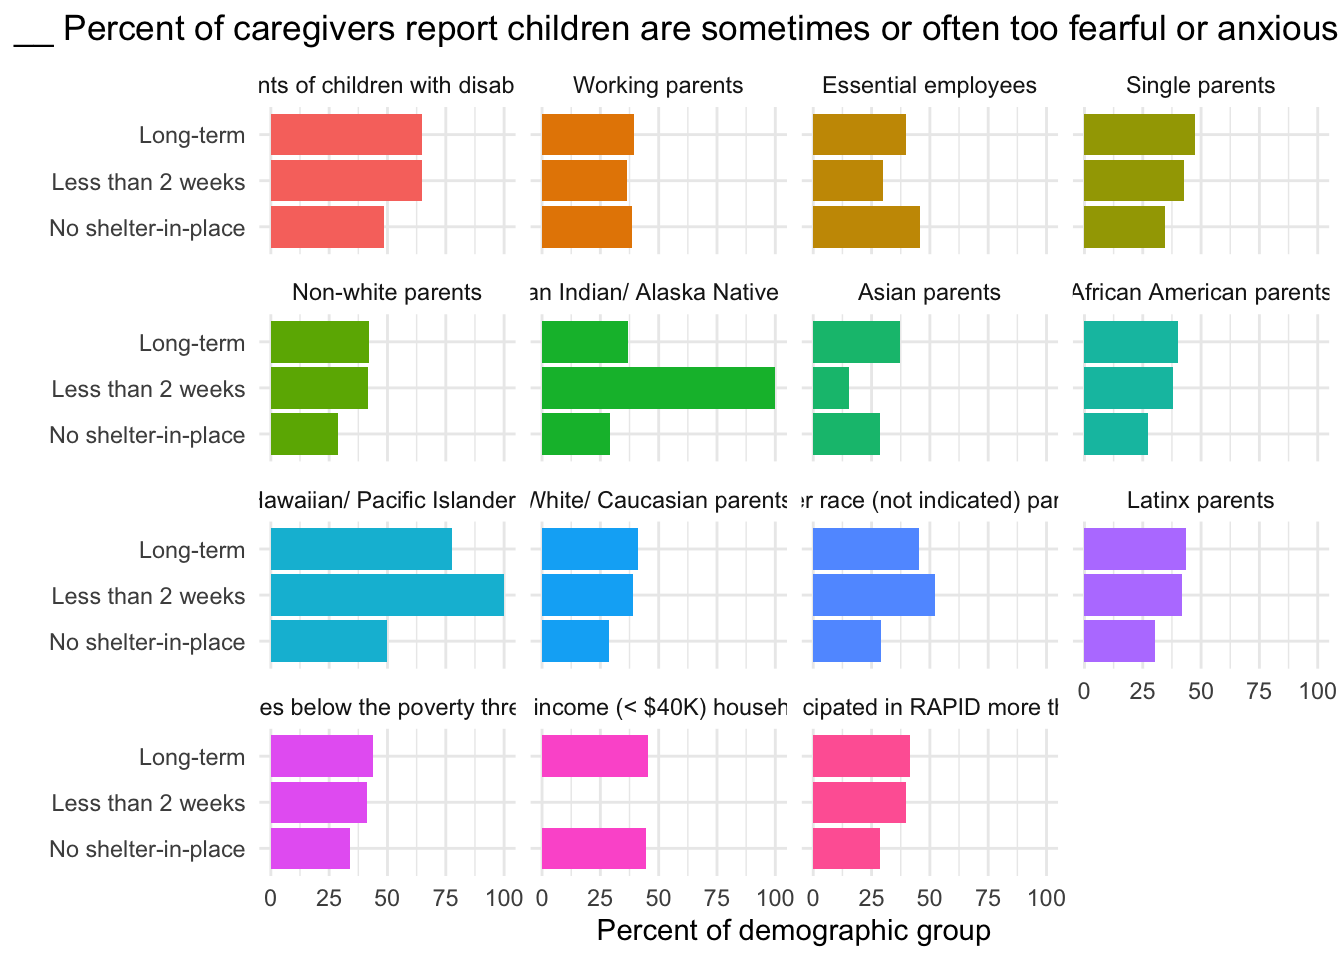 __ Percent of caregivers report children are sometimes or often too fearful or anxious
nts of children with disab
Working parents
Essential employees
Single parents
Long-term
Less than 2 weeks
No shelter-in-place
Non-white parents
an Indian/ Alaska Native
Asian parents
African American parents
Long-term
Less than 2 weeks
No shelter-in-place
Hawaiian/ Pacific Islander
White/ Caucasian parents
er race (not indicated) par
Latinx parents
Long-term
Less than 2 weeks
No shelter-in-place
0 25 50 75 100
es below the poverty thre
income (< $40K) househ
cipated in RAPID more th
Long-term
Less than 2 weeks
No shelter-in-place
0 25 50 75 100
0 25 50 75 100
0 25 50 75 100
Percent of demographic group